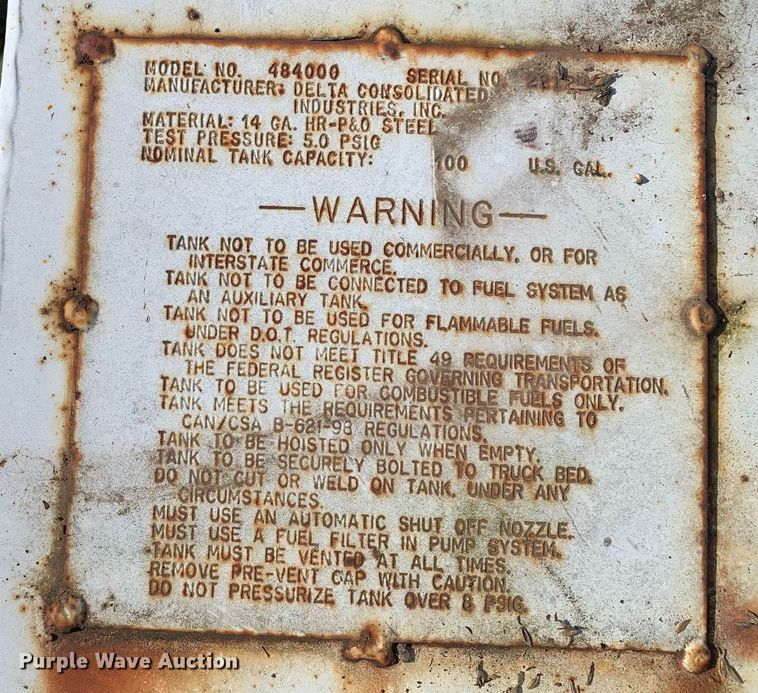 MODEL NO. 484000 SERIAL NO
MANUFACTURER: DELTA CONSOLIDATED
INDUSTRIES, INC.
MATERIAL: 14 GA. HR-P&O STEEL
TEST PRESSURE: 5.0 PSIG
NOMINAL TANK CAPACITY: 100 U.S. GAL.
—WARNING—
TANK NOT TO BE USED COMMERCIALLY, OR FOR
INTERSTATE COMMERCE.
TANK NOT TO BE CONNECTED TO FUEL SYSTEM AS
AN AUXILIARY TANK.
TANK NOT TO BE USED FOR FLAMMABLE FUELS.
UNDER D.O.T. REGULATIONS.
TANK DOES NOT MEET TITLE 49 REQUIREMENTS OF
THE FEDERAL REGISTER GOVERNING TRANSPORTATION.
TANK TO BE USED FOR COMBUSTIBLE FUELS ONLY.
TANK MEETS THE REQUIREMENTS PERTAINING TO
CAN/CSA B-621-98 REGULATIONS.
TANK TO BE HOISTED ONLY WHEN EMPTY.
TANK TO BE SECURELY BOLTED TO TRUCK BED.
DO NOT CUT OR WELD ON TANK, UNDER ANY
CIRCUMSTANCES.
MUST USE AN AUTOMATIC SHUT OFF NOZZLE.
MUST USE A FUEL FILTER IN PUMP SYSTEM.
TANK MUST BE VENTED AT ALL TIMES.
REMOVE PRE-VENT CAP WITH CAUTION.
DO NOT PRESSURIZE TANK OVER 8 PSIG.
Purple Wave Auction